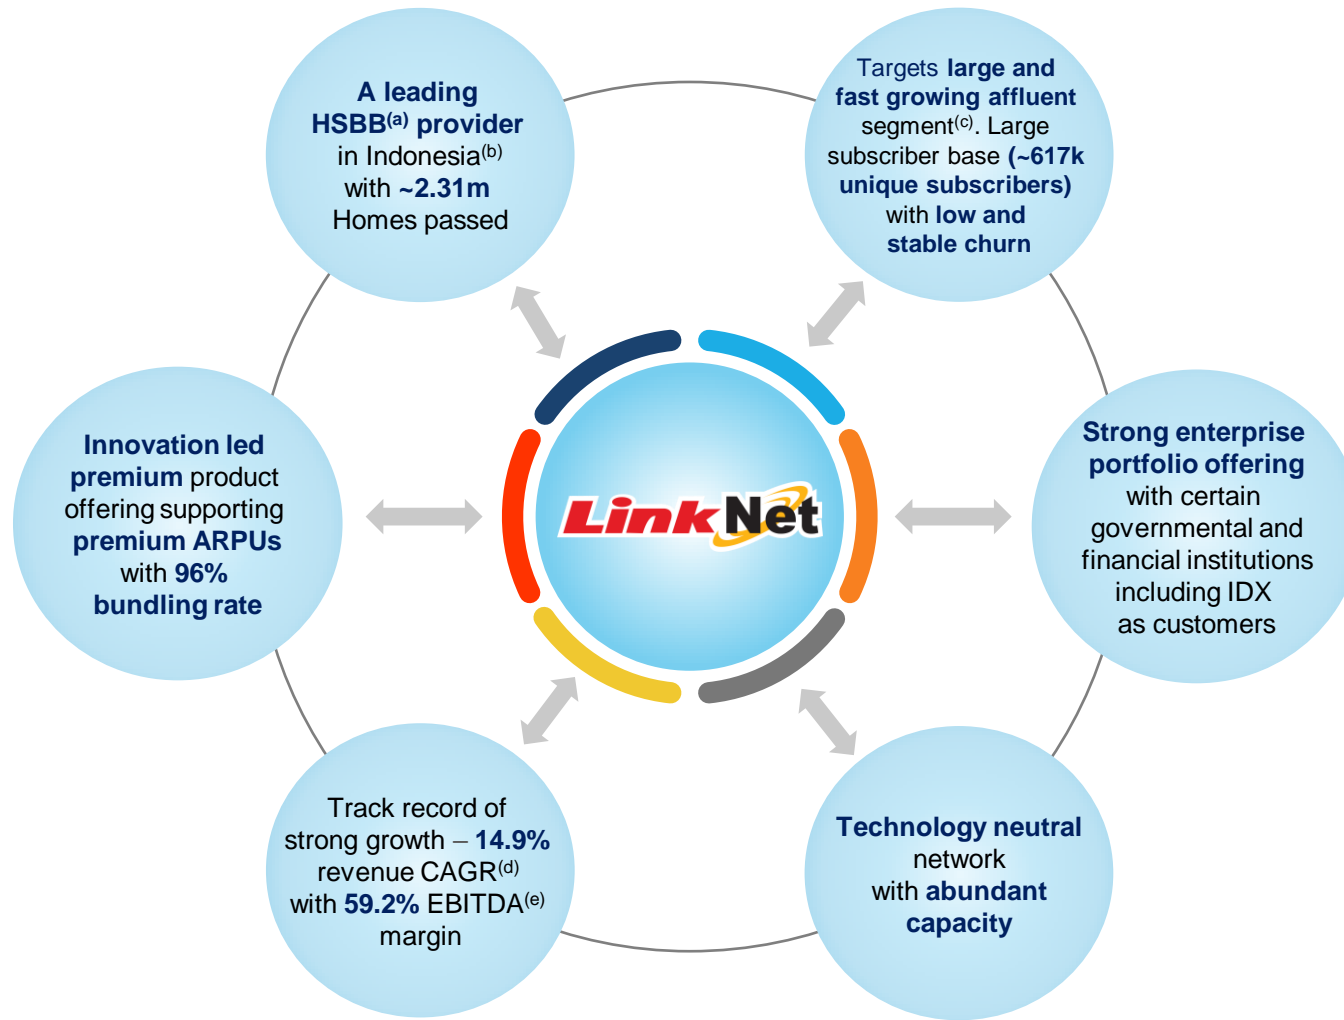 A leading
HSBB(a) provider
in Indonesia(b)
with ~2.31m
Homes passed
Targets large and
fast growing affluent
segment(c). Large
subscriber base (~617k
unique subscribers)
with low and
stable churn
Innovation led
premium product
offering supporting
premium ARPUs
with 96%
bundling rate
LinkNet
Strong enterprise
portfolio offering
with certain
governmental and
financial institutions
including IDX
as customers
Track record of
strong growth – 14.9%
revenue CAGR(d)
with 59.2% EBITDA(e)
margin
Technology neutral
network
with abundant
capacity